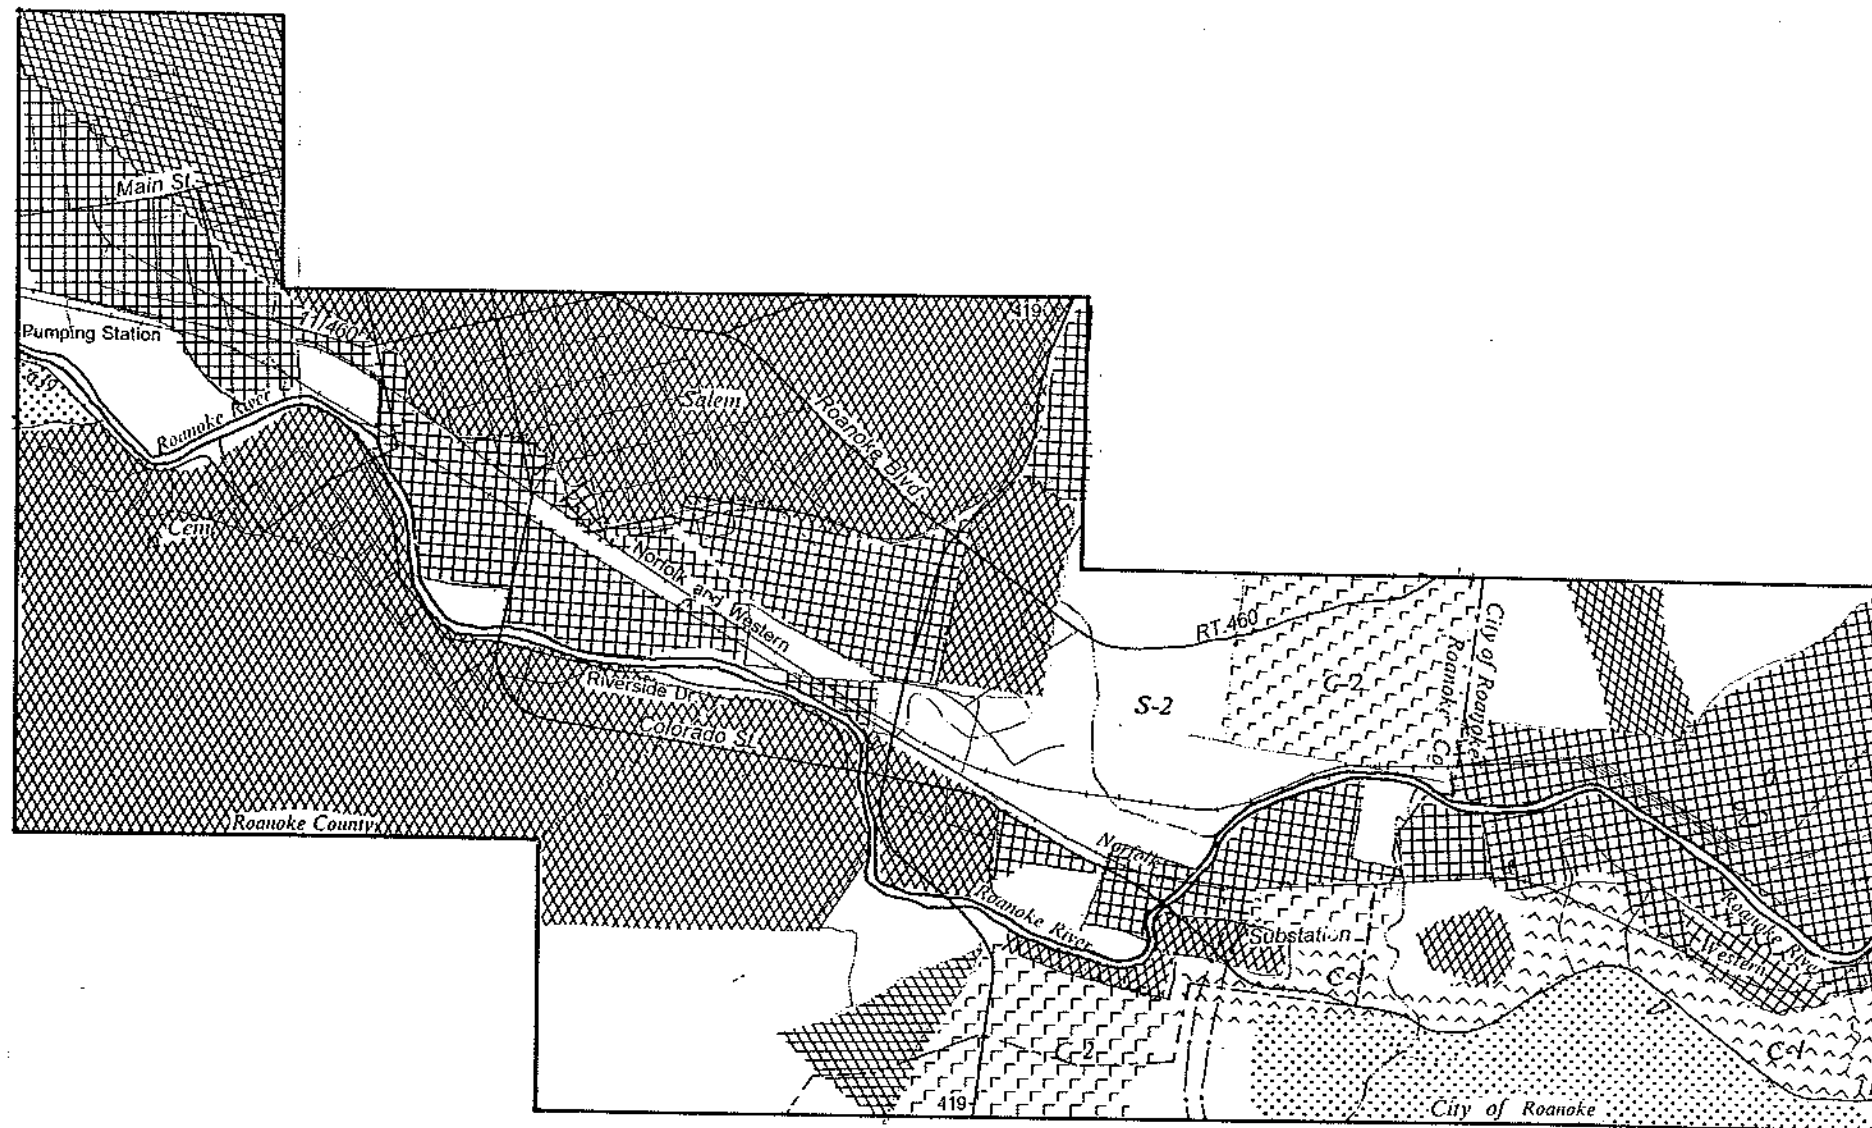 Main St.
11/460
419
Pumping Station
Roanoke River
Salem
Roanoke Blvd.
Cem
Norfolk and Western
RT 460
C-2
City of Roanoke
Roanoke Co.
S-2
Riverside Dr.
Colorado St.
Roanoke County
Norfolk
Roanoke River
Substation
C-
Roanoke River
Western
D
C-2
C-1
419
City of Roanoke